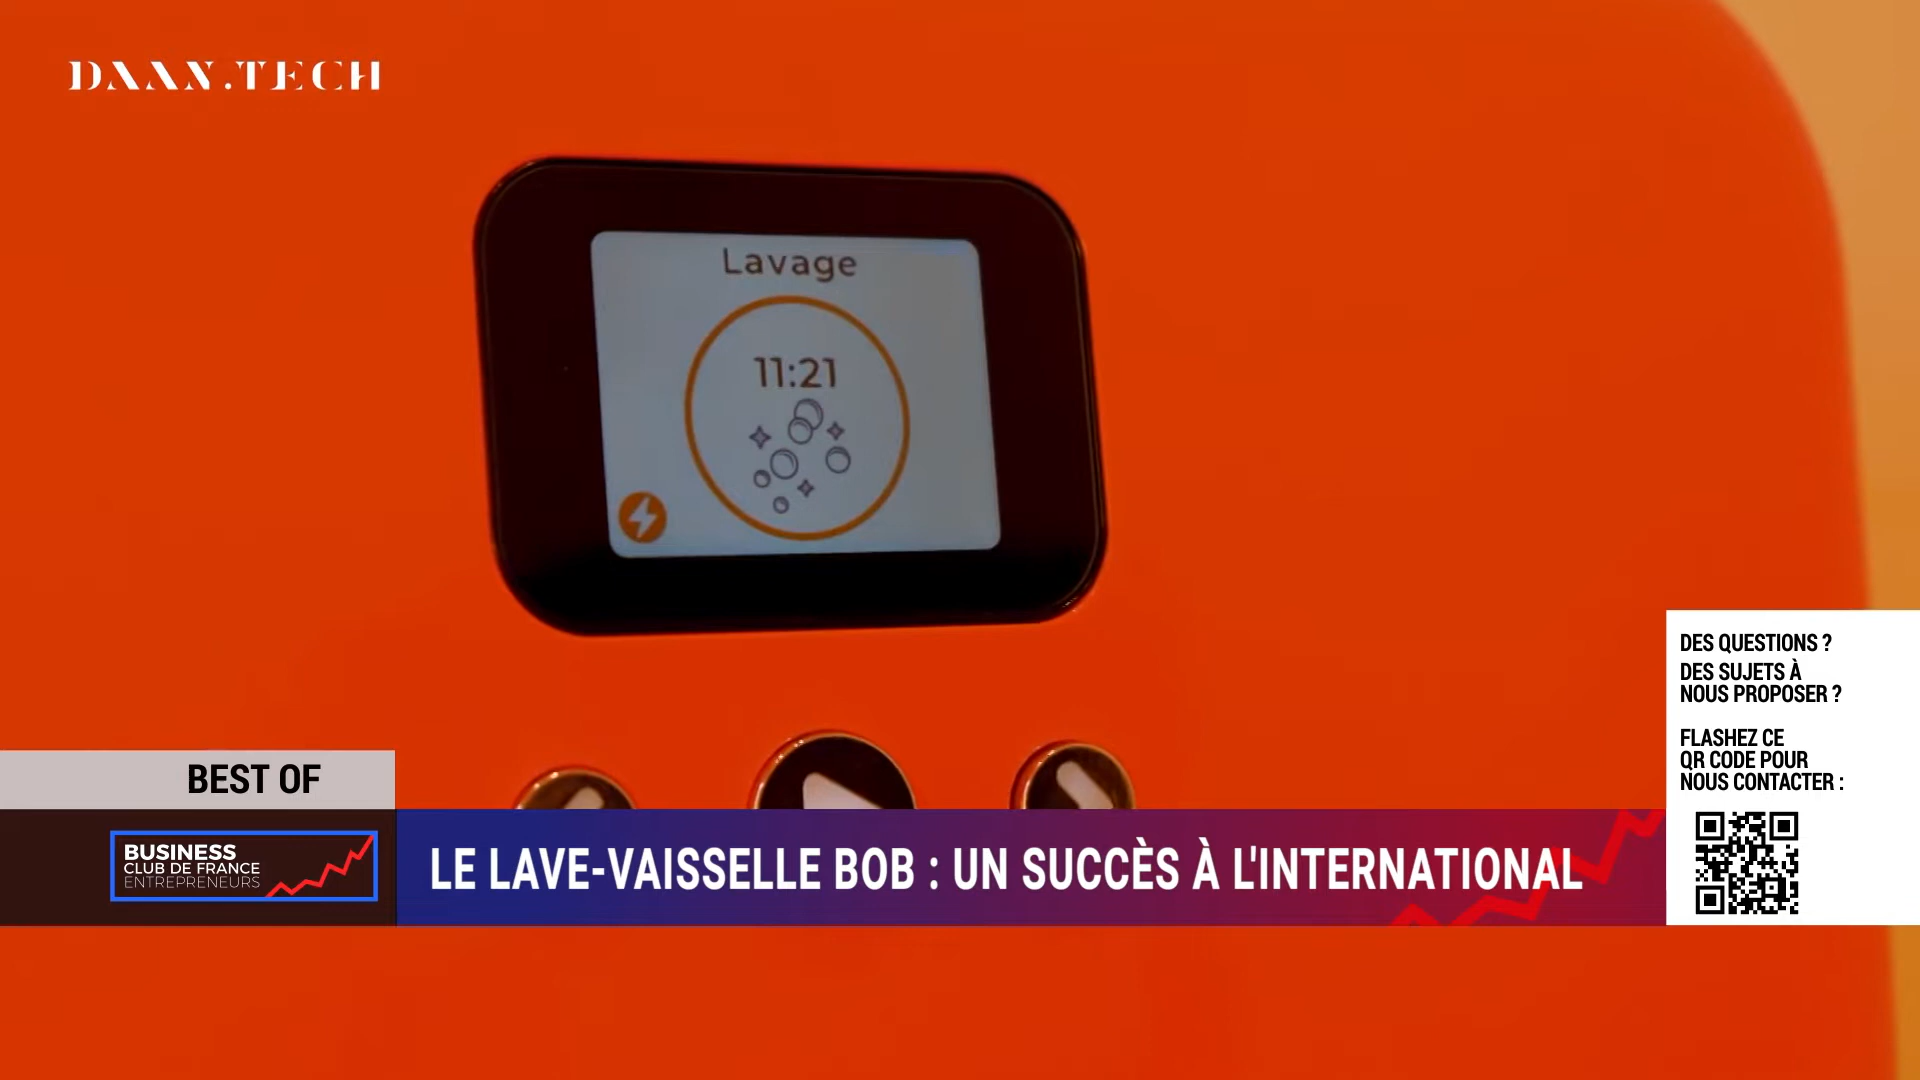 DAAN.TECH
Lavage
11:21
DES QUESTIONS ?
DES SUJETS À
NOUS PROPOSER ?
FLASHEZ CE
QR CODE POUR
NOUS CONTACTER :
BEST OF
BUSINESS
CLUB DE FRANCE
ENTREPRENEURS
LE LAVE-VAISSELLE BOB : UN SUCCÈS À L'INTERNATIONAL